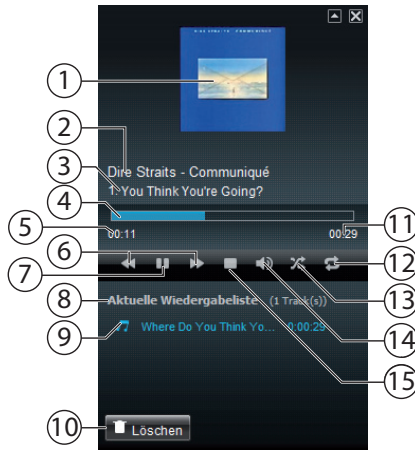 DIRE STRAITS COMMUNIQUÉ
1
2
Dire Straits - Communiqué
3
1. You Think You're Going?
4
5
00:11
00:29
11
6
7
12
13
8
Aktuelle Wiedergabeliste (1 Track(s))
9
Where Do You Think Yo... 0:00:29
14
15
10
Löschen